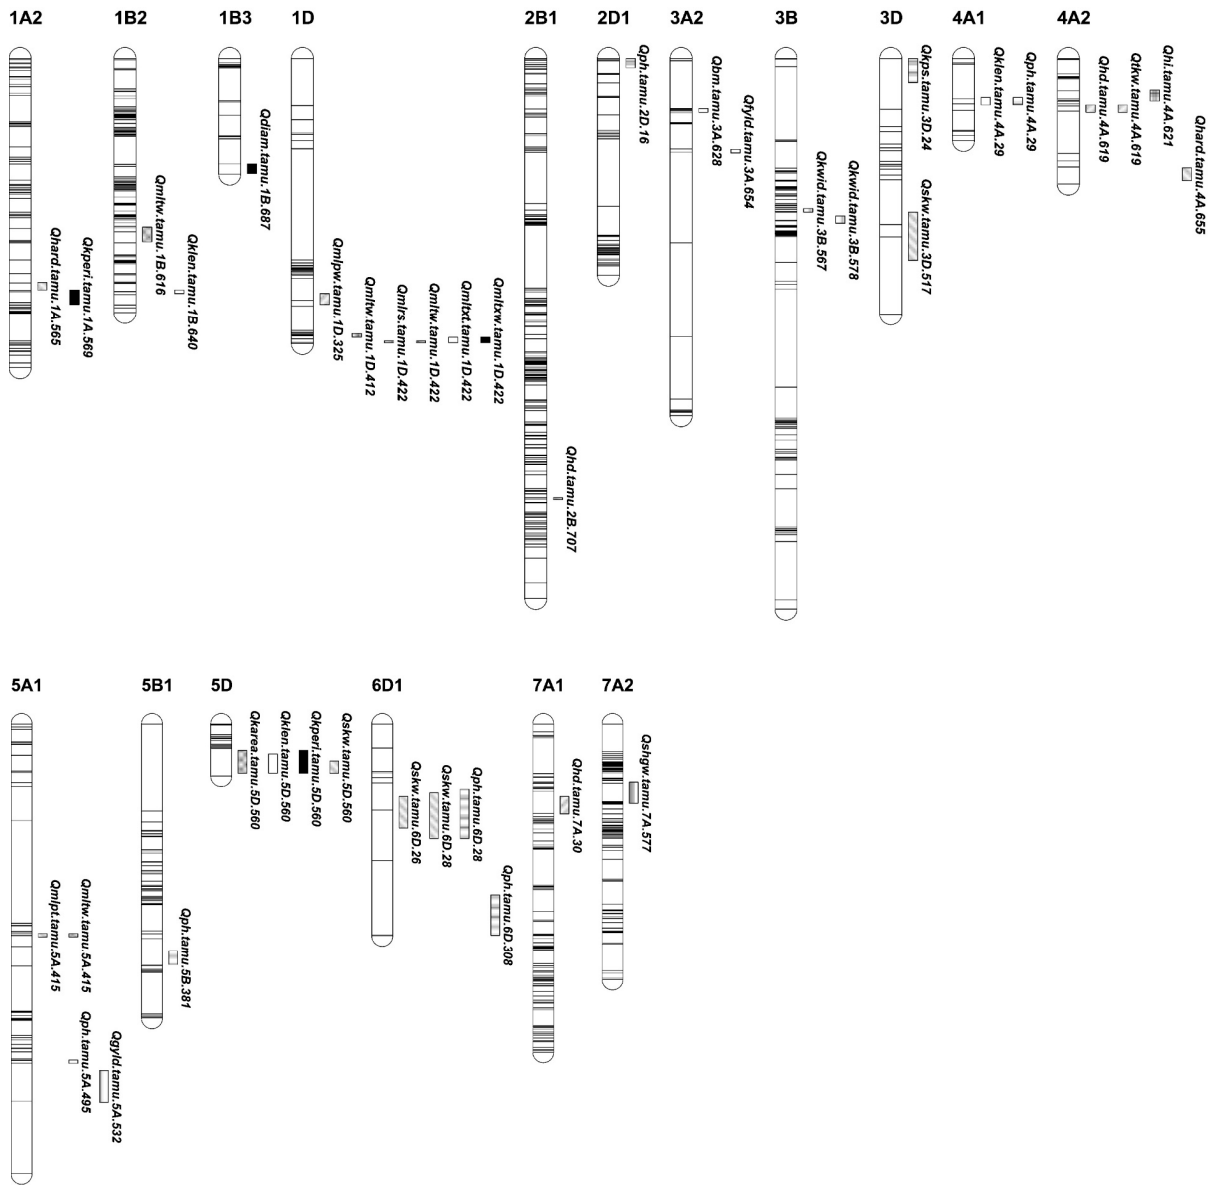 1A2
1B2
1B3
1D
2B1
2D1
3A2
3B
3D
4A1
4A2
Qhard.tamu.1A.565
Qkperi.tamu.1A.569
Qmltw.tamu.1B.616
Qklen.tamu.1B.640
Qdiam.tamu.1B.687
Qmlpw.tamu.1D.325
Qmltw.tamu.1D.412
Qmlrs.tamu.1D.422
Qmltw.tamu.1D.422
Qmltxt.tamu.1D.422
Qmltxw.tamu.1D.422
Qhd.tamu.2B.707
Qph.tamu.2D.16
Qbm.tamu.3A.628
Qfyld.tamu.3A.654
Qkwid.tamu.3B.567
Qkwid.tamu.3B.578
Qkps.tamu.3D.24
Qskw.tamu.3D.517
Qklen.tamu.4A.29
Qph.tamu.4A.29
Qhd.tamu.4A.619
Qtkw.tamu.4A.619
Qhi.tamu.4A.621
Qhard.tamu.4A.655
5A1
5B1
5D
6D1
7A1
7A2
Qmlpt.tamu.5A.415
Qmltw.tamu.5A.415
Qph.tamu.5A.495
Qgyld.tamu.5A.532
Qph.tamu.5B.381
Qkarea.tamu.5D.560
Qklen.tamu.5D.560
Qkperi.tamu.5D.560
Qskw.tamu.5D.560
Qskw.tamu.6D.26
Qskw.tamu.6D.28
Qph.tamu.6D.28
Qph.tamu.6D.308
Qhd.tamu.7A.30
Qshgw.tamu.7A.577